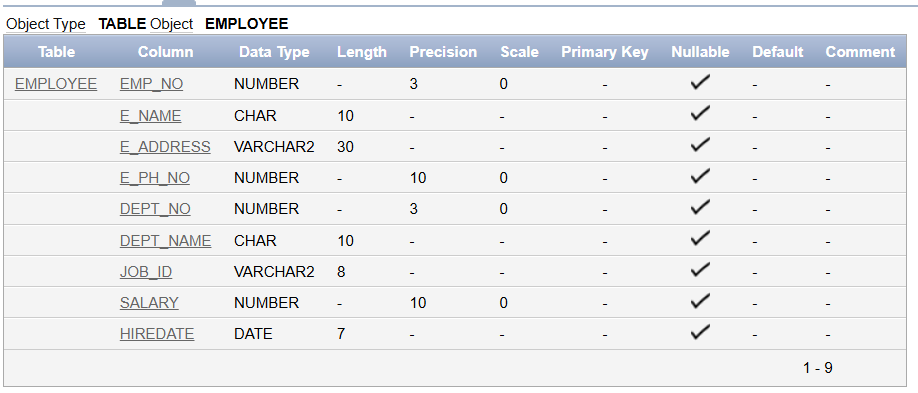 Object Type TABLE Object EMPLOYEE
Table Column Data Type Length Precision Scale Primary Key Nullable Default Comment
EMPLOYEE EMP_NO NUMBER - 3 0 - ✓ - -
E_NAME CHAR 10 - - - ✓ - -
E_ADDRESS VARCHAR2 30 - - - ✓ - -
E_PH_NO NUMBER - 10 0 - ✓ - -
DEPT_NO NUMBER - 3 0 - ✓ - -
DEPT_NAME CHAR 10 - - - ✓ - -
JOB_ID VARCHAR2 8 - - - ✓ - -
SALARY NUMBER - 10 0 - ✓ - -
HIREDATE DATE 7 - - - ✓ - -
1 - 9